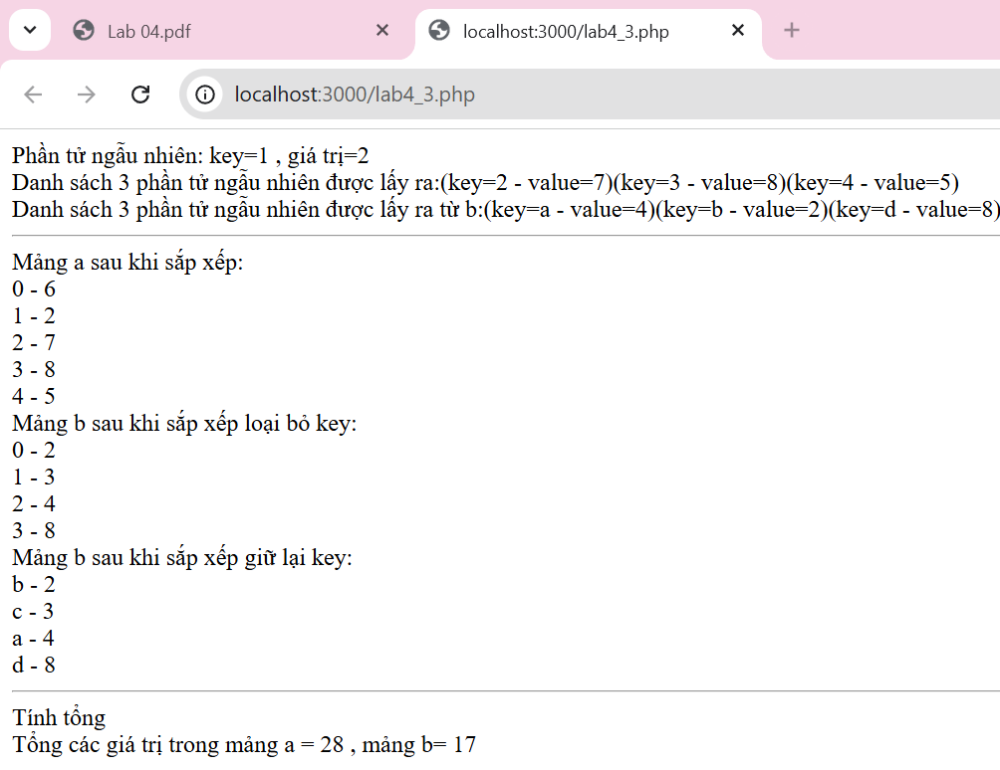 Lab 04.pdf
localhost:3000/lab4_3.php
localhost:3000/lab4_3.php
Phần tử ngẫu nhiên: key=1 , giá trị=2
Danh sách 3 phần tử ngẫu nhiên được lấy ra:(key=2 - value=7)(key=3 - value=8)(key=4 - value=5)
Danh sách 3 phần tử ngẫu nhiên được lấy ra từ b:(key=a - value=4)(key=b - value=2)(key=d - value=8)
Mảng a sau khi sắp xếp:
0 - 6
1 - 2
2 - 7
3 - 8
4 - 5
Mảng b sau khi sắp xếp loại bỏ key:
0 - 2
1 - 3
2 - 4
3 - 8
Mảng b sau khi sắp xếp giữ lại key:
b - 2
c - 3
a - 4
d - 8
Tính tổng
Tổng các giá trị trong mảng a = 28 , mảng b= 17